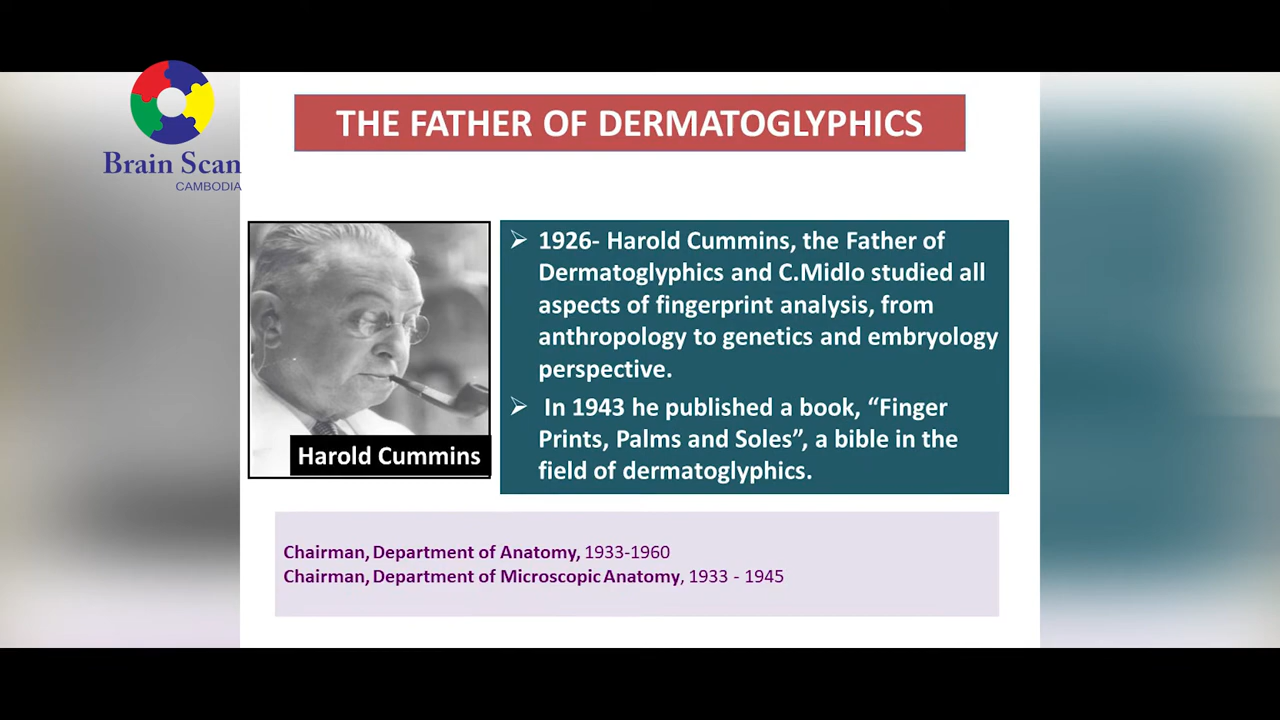 Brain Scan
CAMBODIA
THE FATHER OF DERMATOGLYPHICS
Harold Cummins
➢ 1926- Harold Cummins, the Father of
Dermatoglyphics and C.Midlo studied all
aspects of fingerprint analysis, from
anthropology to genetics and embryology
perspective.
➢ In 1943 he published a book, “Finger
Prints, Palms and Soles”, a bible in the
field of dermatoglyphics.
Chairman, Department of Anatomy, 1933-1960
Chairman, Department of Microscopic Anatomy, 1933 - 1945